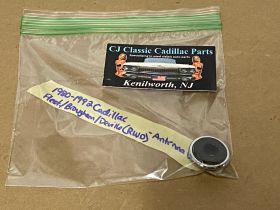 CJ Classic Cadillac Parts
Kenilworth, NJ
1980-1992 Cadillac
Fleet/Brougham/Deville (RWD)- Antenna